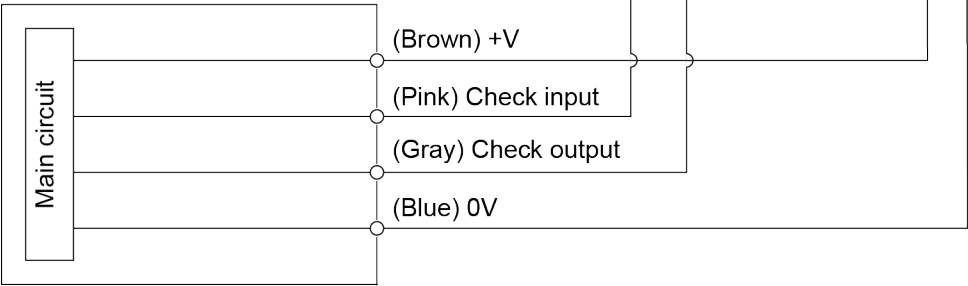 (Brown) +V
(Pink) Check input
(Gray) Check output
(Blue) 0V
Main circuit